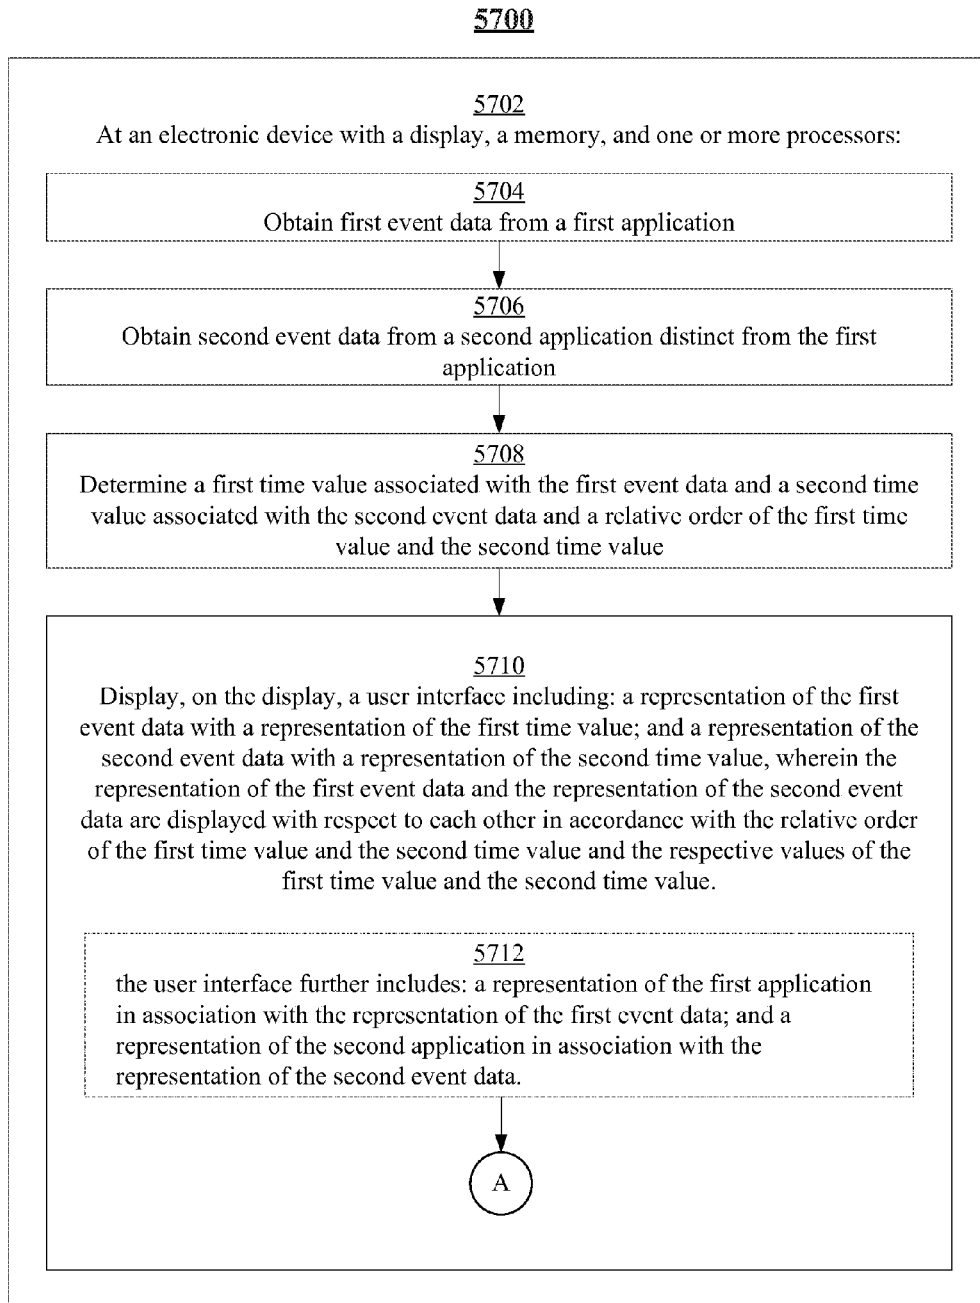 5700
5702
At an electronic device with a display, a memory, and one or more processors:
5704
Obtain first event data from a first application
5706
Obtain second event data from a second application distinct from the first
application
5708
Determine a first time value associated with the first event data and a second time
value associated with the second event data and a relative order of the first time
value and the second time value
5710
Display, on the display, a user interface including: a representation of the first
event data with a representation of the first time value; and a representation of the
second event data with a representation of the second time value, wherein the
representation of the first event data and the representation of the second event
data are displayed with respect to each other in accordance with the relative order
of the first time value and the second time value and the respective values of the
first time value and the second time value.
5712
the user interface further includes: a representation of the first application
in association with the representation of the first event data; and a
representation of the second application in association with the
representation of the second event data.
A